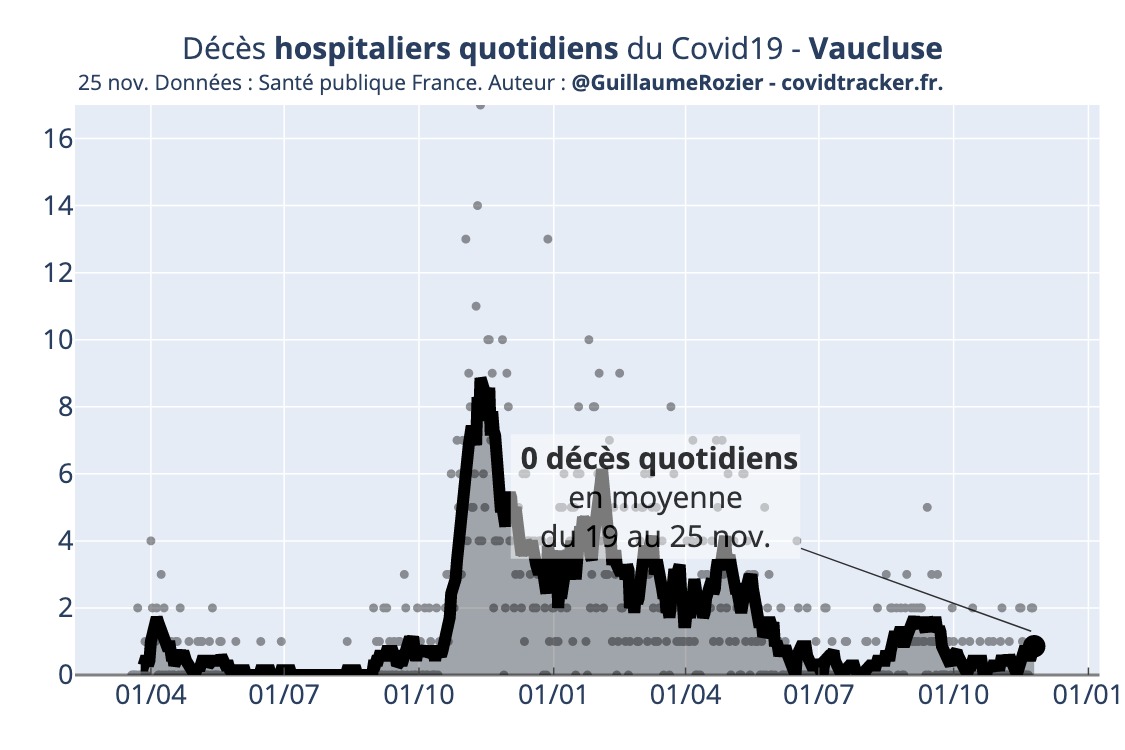 Décès hospitaliers quotidiens du Covid19 - Vaucluse
25 nov. Données : Santé publique France. Auteur : @GuillaumeRozier - covidtracker.fr.
16
14
12
10
8
6
4
2
0
0 décès quotidiens
en moyenne
du 19 au 25 nov.
01/04 01/07 01/10 01/01 01/04 01/07 01/10 01/01